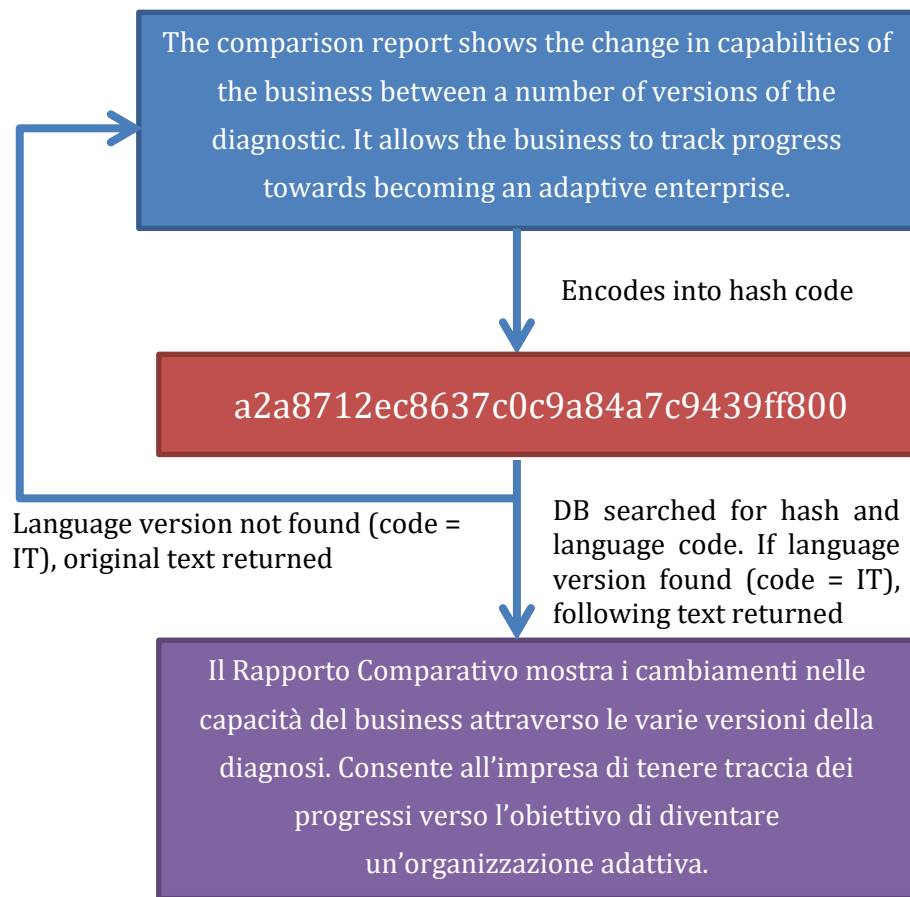 The comparison report shows the change in capabilities of
the business between a number of versions of the
diagnostic. It allows the business to track progress
towards becoming an adaptive enterprise.
Encodes into hash code
a2a8712ec8637c0c9a84a7c9439ff800
Language version not found (code =
IT), original text returned
DB searched for hash and
language code. If language
version found (code = IT),
following text returned
Il Rapporto Comparativo mostra i cambiamenti nelle
capacità del business attraverso le varie versioni della
diagnosi. Consente all’impresa di tenere traccia dei
progressi verso l’obiettivo di diventare
un’organizzazione adattiva.